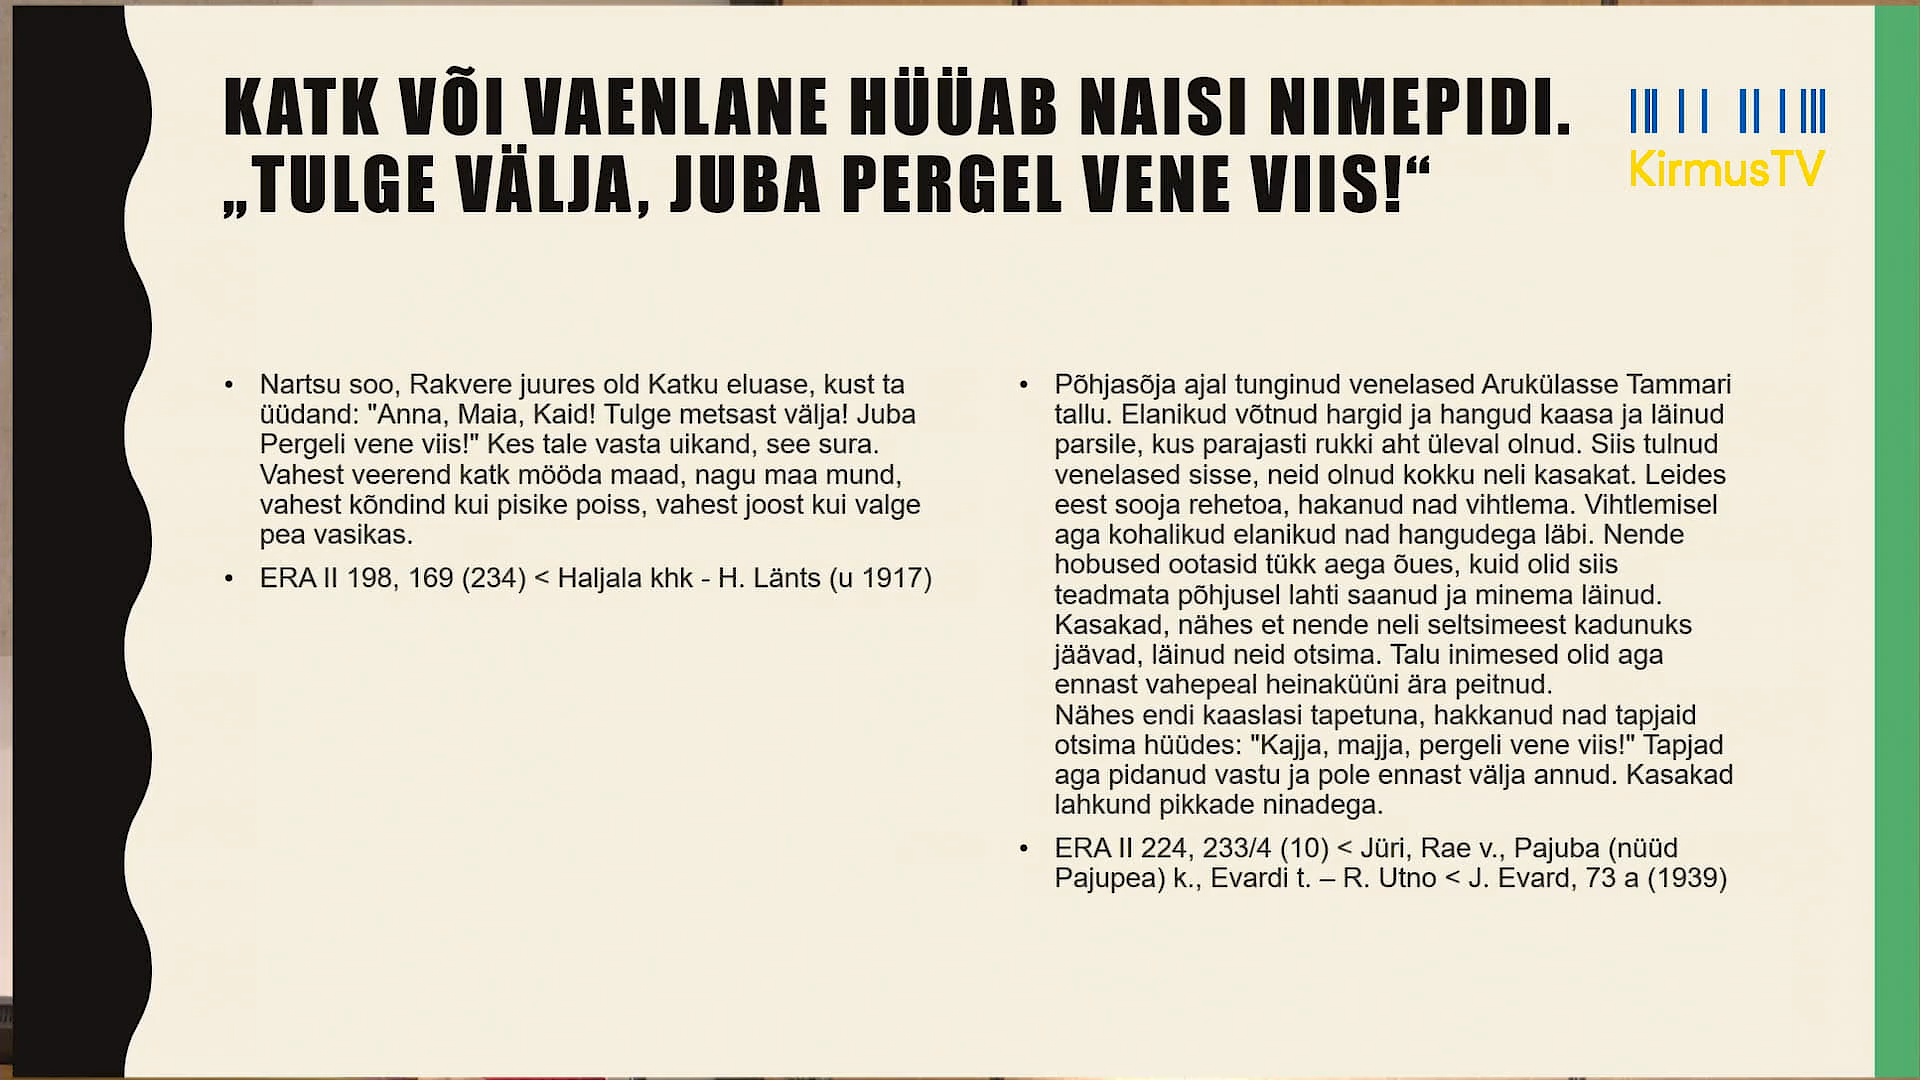 KATK VÕI VAENLANE HÜÜAB NAISI NIMEPIDI.
„TULGE VÄLJA, JUBA PERGEL VENE VIIS!“
KirmusTV
• Nartsu soo, Rakvere juures old Katku eluase, kust ta
üüdand: "Anna, Maia, Kaid! Tulge metsast välja! Juba
Pergeli vene viis!" Kes tale vasta uikand, see sura.
Vahest veerend katk mööda maad, nagu maa mund,
vahest kõndind kui pisike poiss, vahest joost kui valge
pea vasikas.
• ERA II 198, 169 (234) < Haljala khk - H. Länts (u 1917)
• Põhjasõja ajal tunginud venelased Arukülasse Tammari
tallu. Elanikud võtnud hargid ja hangud kaasa ja läinud
parsile, kus parajasti rukki aht üleval olnud. Siis tulnud
venelased sisse, neid olnud kokku neli kasakat. Leides
eest sooja rehetoa, hakanud nad vihtlema. Vihtlemisel
aga kohalikud elanikud nad hangudega läbi. Nende
hobused ootasid tükk aega õues, kuid olid siis
teadmata põhjusel lahti saanud ja minema läinud.
Kasakad, nähes et nende neli seltsimeest kadunuks
jäävad, läinud neid otsima. Talu inimesed olid aga
ennast vahepeal heinaküüni ära peitnud.
Nähes endi kaaslasi tapetuna, hakkanud nad tapjaid
otsima hüüdes: "Kajja, majja, pergeli vene viis!" Tapjad
aga pidanud vastu ja pole ennast välja annud. Kasakad
lahkund pikkade ninadega.
• ERA II 224, 233/4 (10) < Jüri, Rae v., Pajuba (nüüd
Pajupea) k., Evardi t. – R. Utno < J. Evard, 73 a (1939)